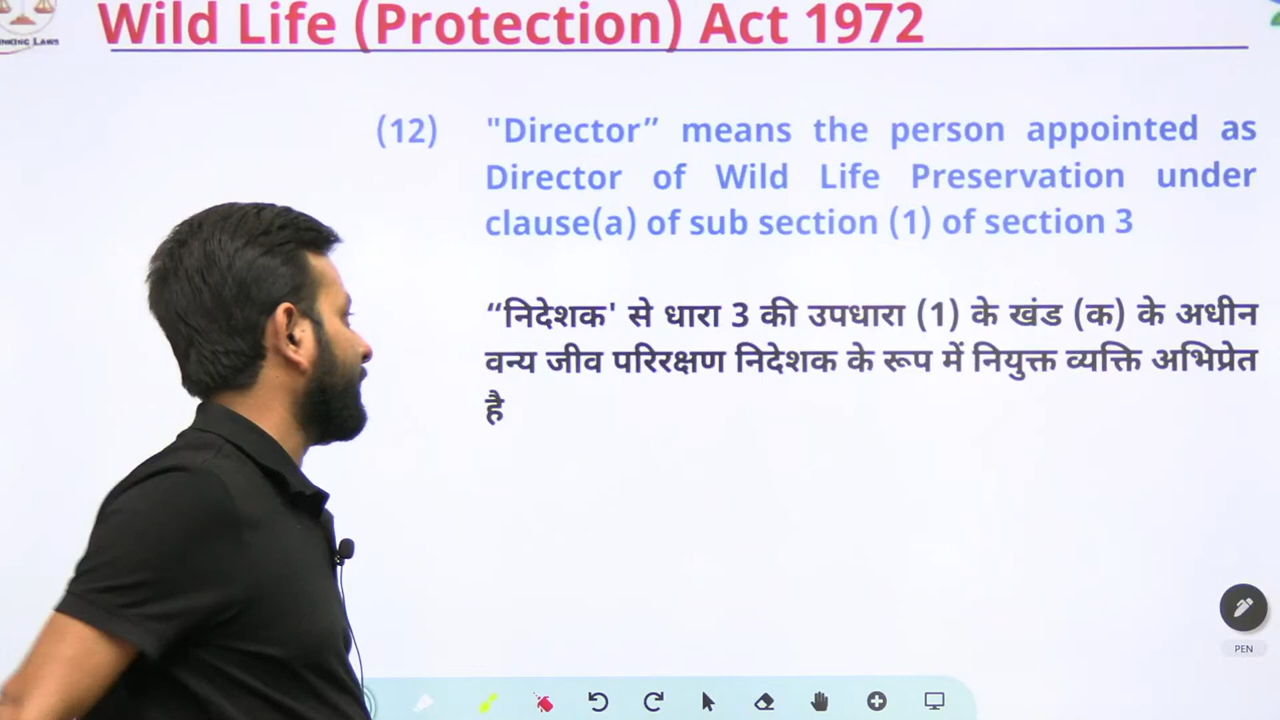 Wild Life (Protection) Act 1972
NKING LAWS
(12) "Director” means the person appointed as
Director of Wild Life Preservation under
clause(a) of sub section (1) of section 3
“निदेशक' से धारा 3 की उपधारा (1) के खंड (क) के अधीन
वन्य जीव परिरक्षण निदेशक के रूप में नियुक्त व्यक्ति अभिप्रेत
है
PEN